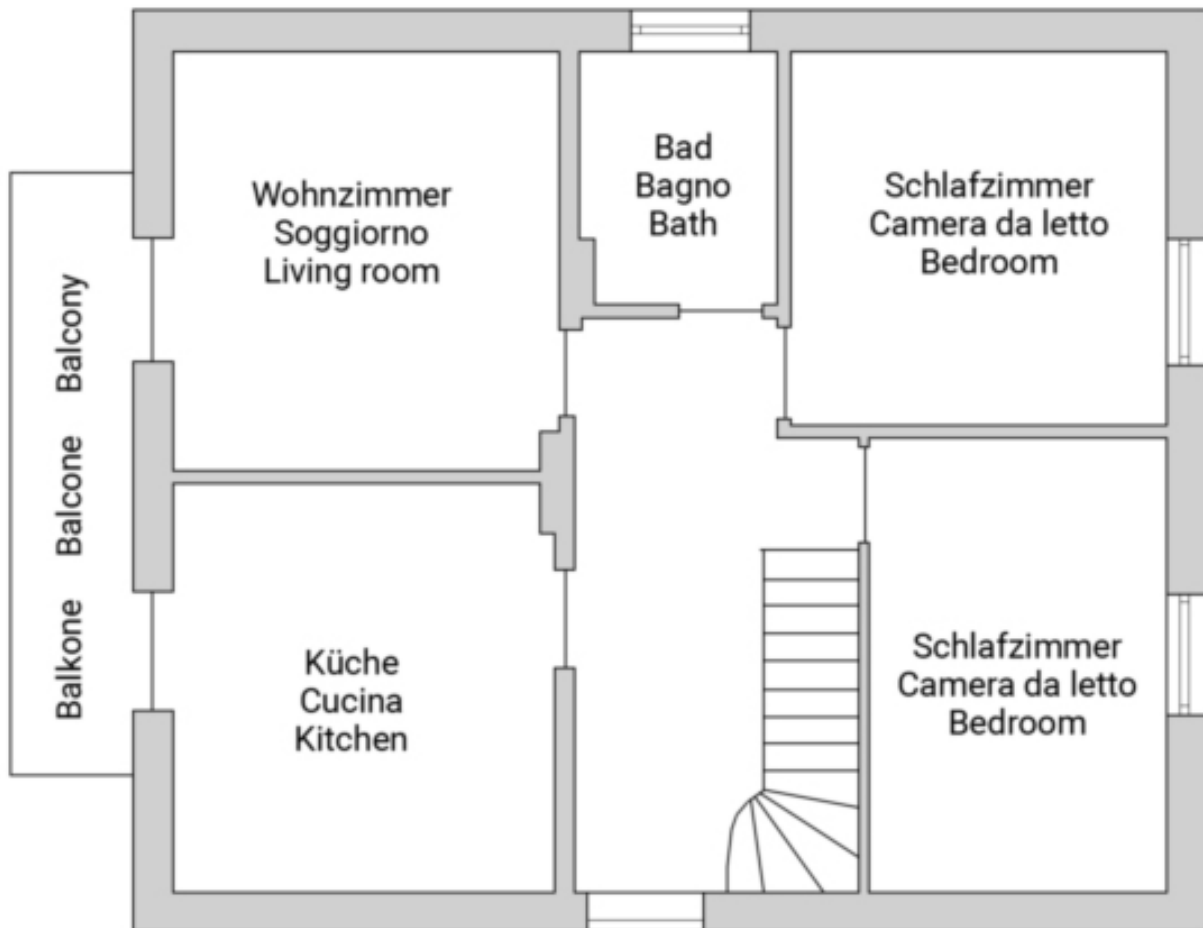 Wohnzimmer
Soggiorno
Living room
Bad
Bagno
Bath
Schlafzimmer
Camera da letto
Bedroom
Balkone Balcone Balcony
Küche
Cucina
Kitchen
Schlafzimmer
Camera da letto
Bedroom